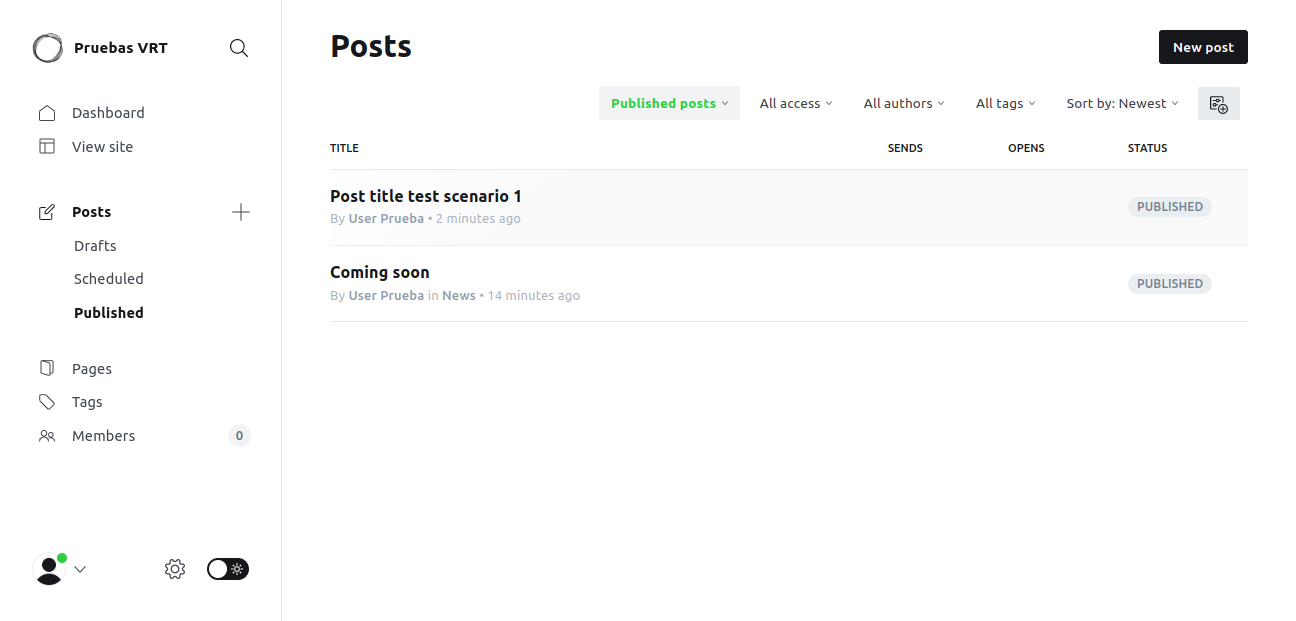 Pruebas VRT
Dashboard
View site
Posts
Drafts
Scheduled
Published
Pages
Tags
Members 0
Posts
New post
Published posts All access All authors All tags Sort by: Newest
TITLE SENDS OPENS STATUS
Post title test scenario 1
By User Prueba • 2 minutes ago
PUBLISHED
Coming soon
By User Prueba in News • 14 minutes ago
PUBLISHED